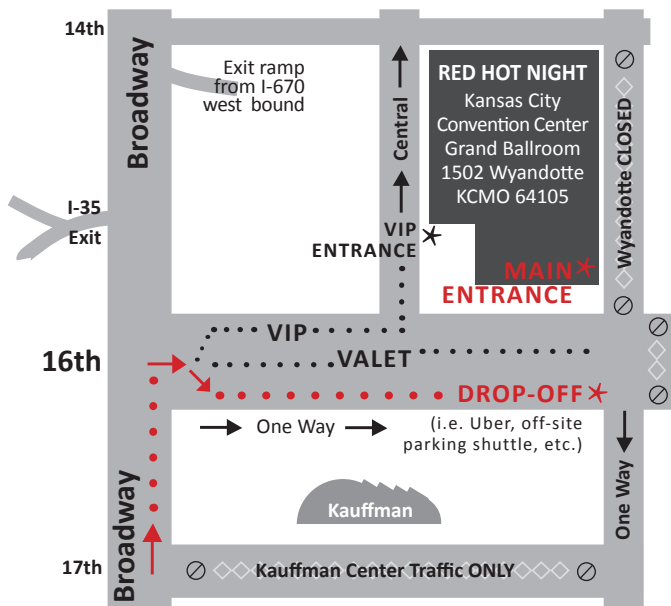 14th
Broadway
Exit ramp
from I-670
west bound
Central
RED HOT NIGHT
Kansas City
Convention Center
Grand Ballroom
1502 Wyandotte
KCMO 64105
Wyandotte CLOSED
I-35
Exit
VIP
ENTRANCE
MAIN
ENTRANCE
16th
VIP
VALET
DROP-OFF
(i.e. Uber, off-site
parking shuttle, etc.)
One Way
One Way
Kauffman
Broadway
17th
Kauffman Center Traffic ONLY